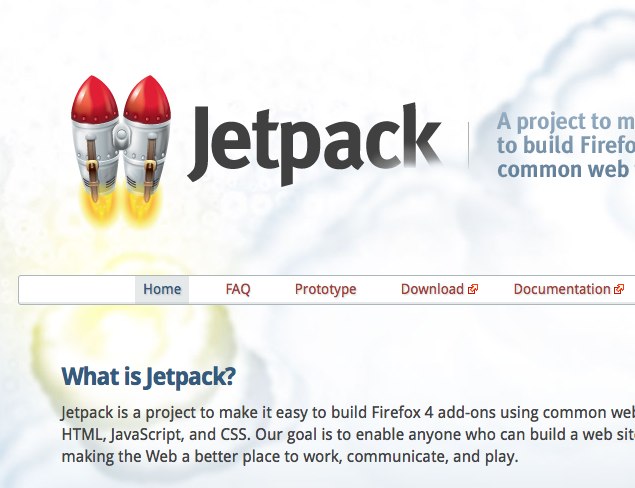 Jetpack
A project to m
to build Firefo
common web
Home FAQ Prototype Download Documentation
What is Jetpack?
Jetpack is a project to make it easy to build Firefox 4 add-ons using common web
HTML, JavaScript, and CSS. Our goal is to enable anyone who can build a web site
making the Web a better place to work, communicate, and play.